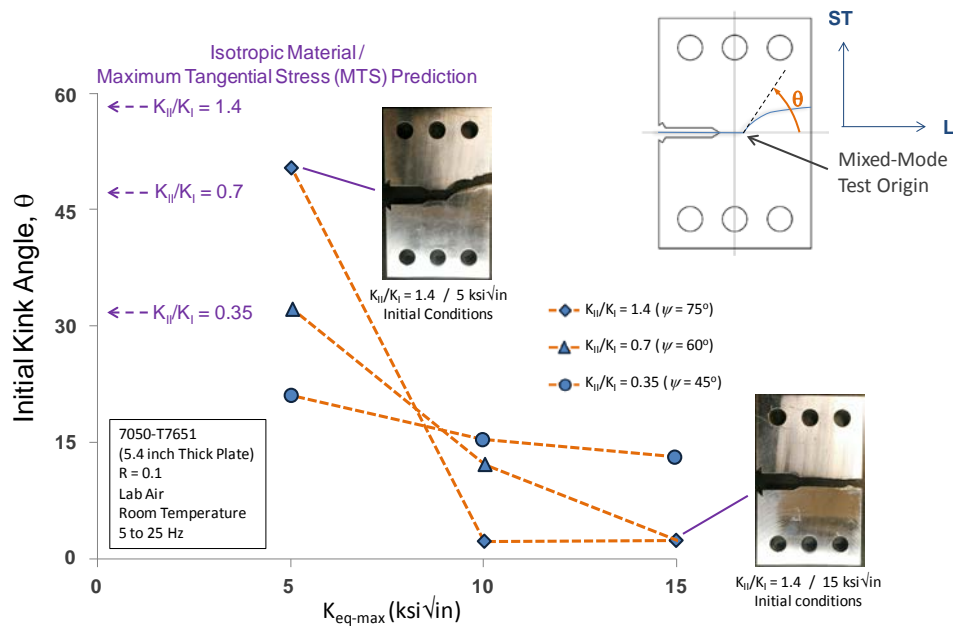 Isotropic Material /
Maximum Tangential Stress (MTS) Prediction
60
45
30
15
0
Initial Kink Angle, θ
K_II/K_I = 1.4
K_II/K_I = 0.7
K_II/K_I = 0.35
K_II/K_I = 1.4 / 5 ksi√in
Initial Conditions
ST
L
θ
Mixed-Mode
Test Origin
K_II/K_I = 1.4 (ψ = 75°)
K_II/K_I = 0.7 (ψ = 60°)
K_II/K_I = 0.35 (ψ = 45°)
7050-T7651
(5.4 inch Thick Plate)
R = 0.1
Lab Air
Room Temperature
5 to 25 Hz
K_II/K_I = 1.4 / 15 ksi√in
Initial conditions
0
5
10
15
K_eq-max (ksi√in)